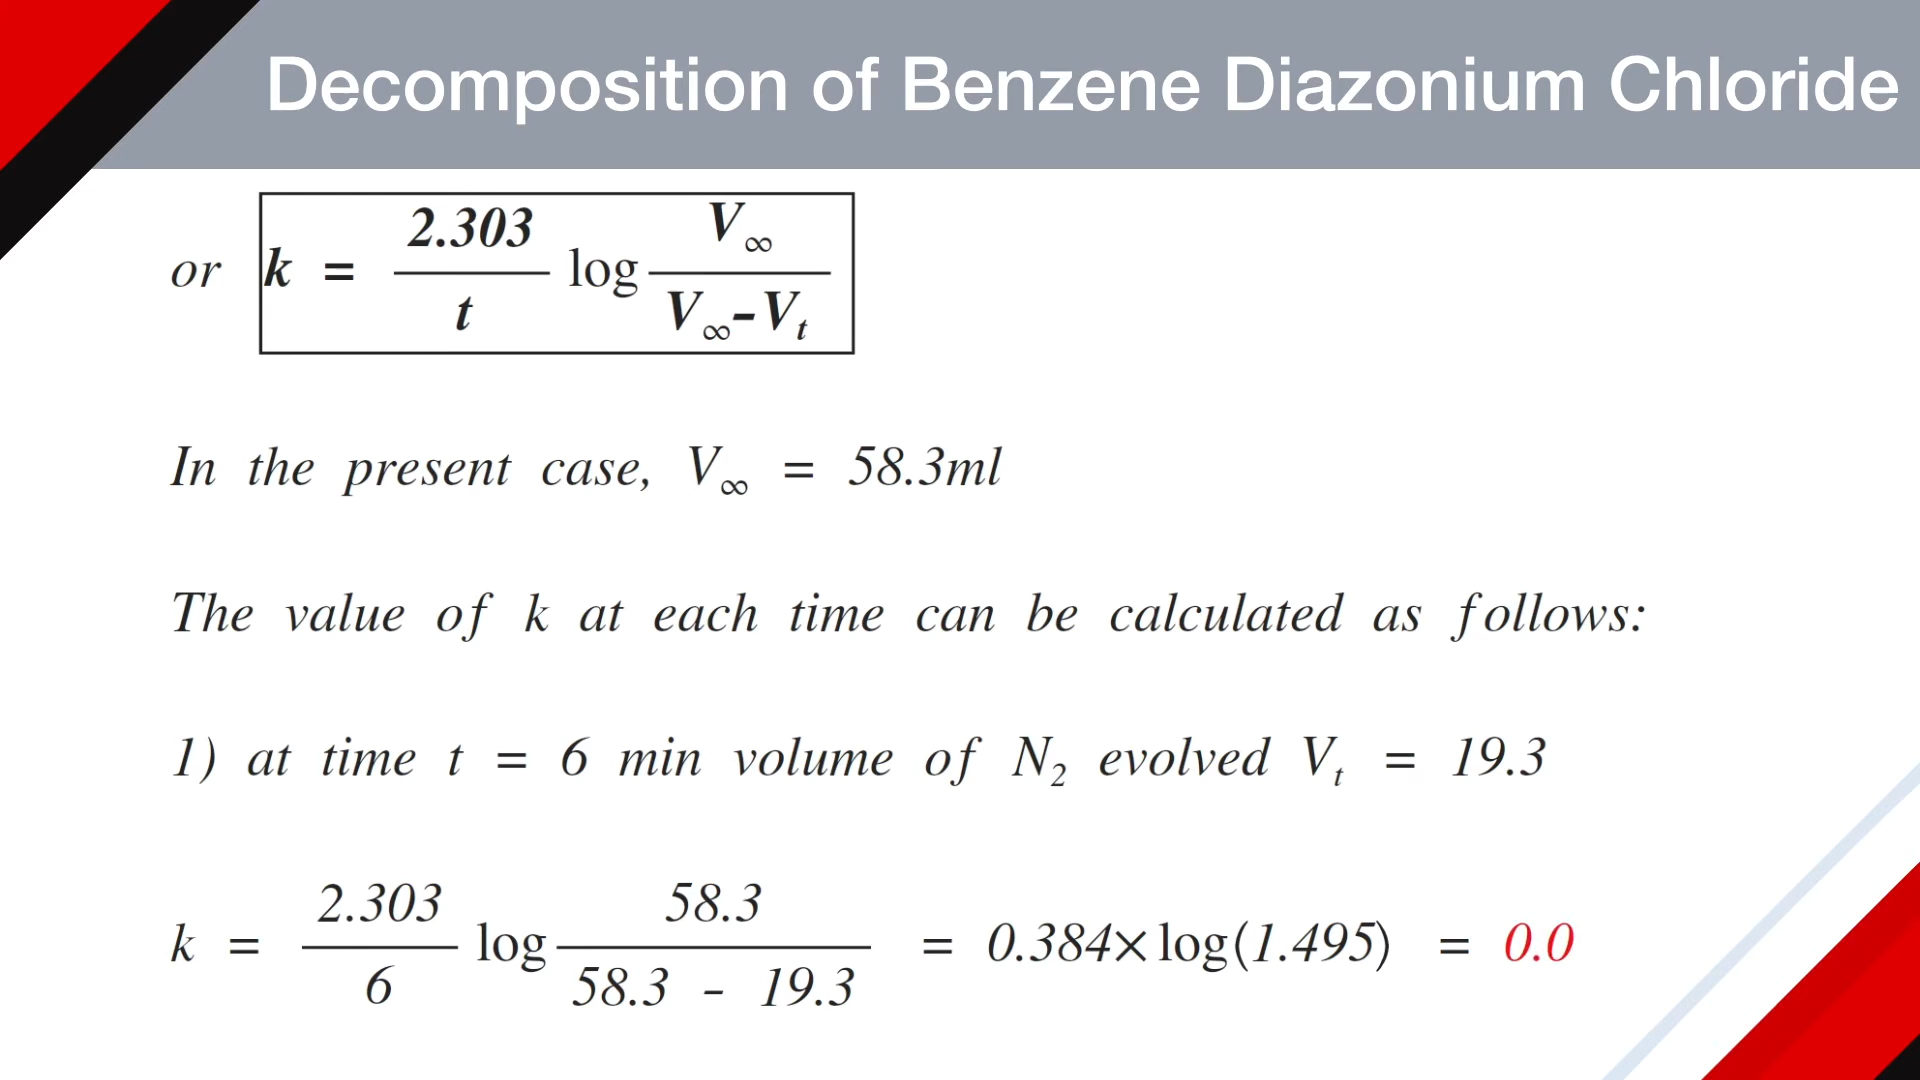 Decomposition of Benzene Diazonium Chloride
or k = 2.303/t log V∞/V∞-Vt
In the present case, V∞ = 58.3ml
The value of k at each time can be calculated as follows:
1) at time t = 6 min volume of N2 evolved Vt = 19.3
k = 2.303/6 log 58.3/58.3 - 19.3 = 0.384×log(1.495) = 0.0